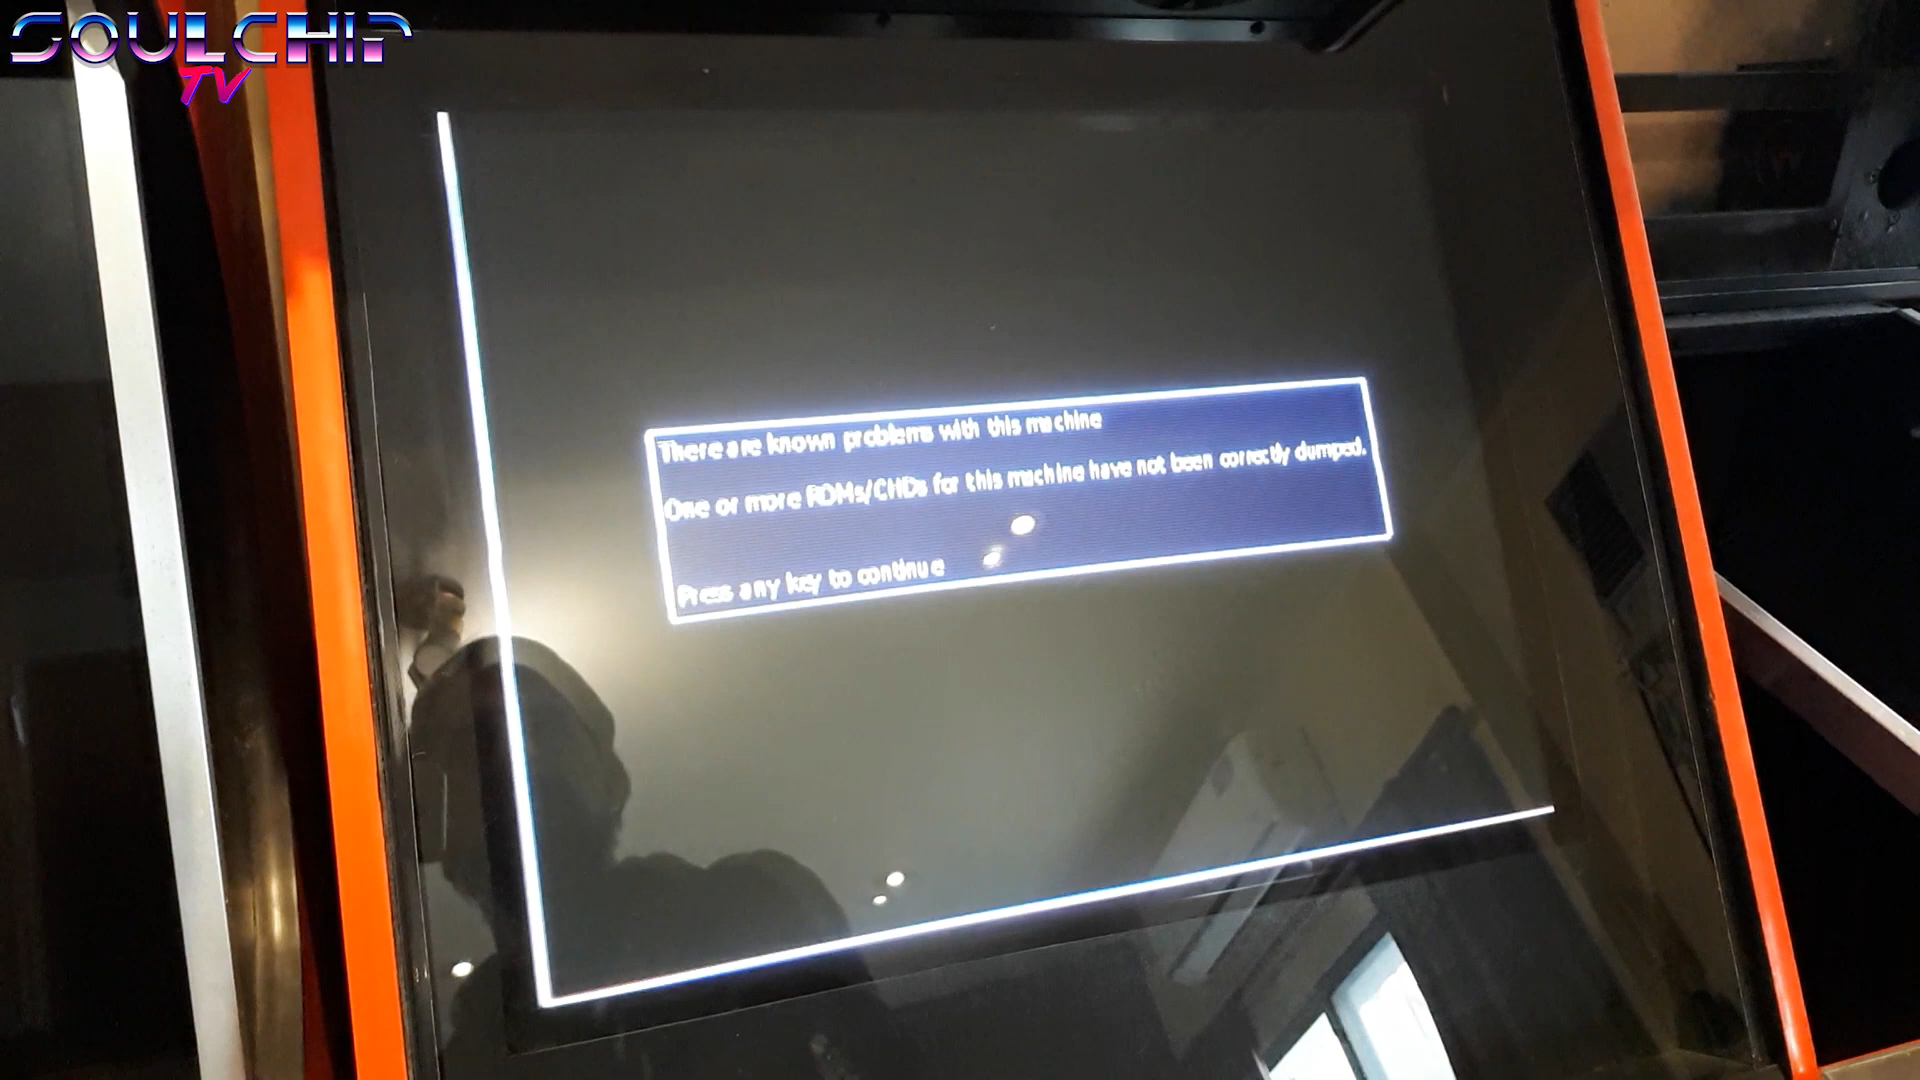 SOULCHIP
TV
There are known problems with this machine
One or more ROMs/CHDs for this machine have not been correctly dumped.
Press any key to continue